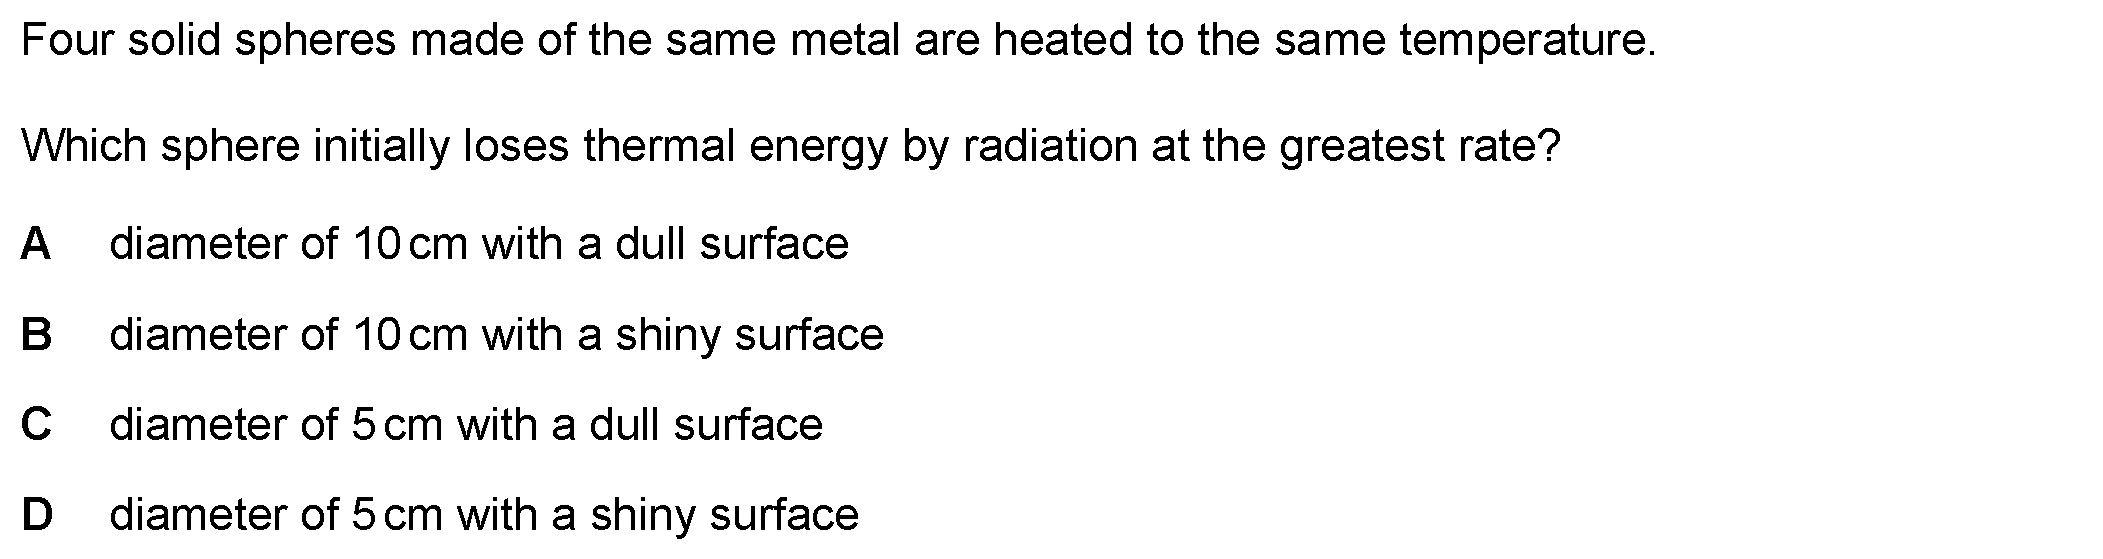 Four solid spheres made of the same metal are heated to the same temperature.
Which sphere initially loses thermal energy by radiation at the greatest rate?
A diameter of 10 cm with a dull surface
B diameter of 10 cm with a shiny surface
C diameter of 5 cm with a dull surface
D diameter of 5 cm with a shiny surface